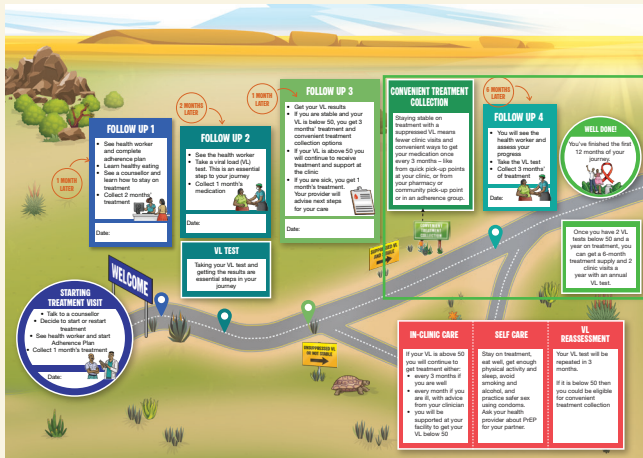 1 MONTH
LATER
FOLLOW UP 1
• See health worker
and complete
adherence plan
• Learn healthy eating
• See a counsellor and
learn how to stay on
treatment
• Collect 2 months'
treatment
Date:
2 MONTHS
LATER
FOLLOW UP 2
• See the health worker
• Take a viral load (VL)
test. This is an essential
step to your journey
• Collect 1 month's
medication
Date:
VL TEST
Taking your VL test and
getting the results are
essential steps in your
journey
1 MONTH
LATER
FOLLOW UP 3
• Get your VL results
• If you are stable and your
VL is below 50, you get 3
months' treatment and
convenient treatment
collection options
• If your VL is above 50 you
will continue to receive
treatment and support at
the clinic
• If you are sick, you get 1
month's treatment.
Your provider will
advise next steps
for your care
Date:
CONVENIENT TREATMENT
COLLECTION
Staying stable on
treatment with a
suppressed VL means
fewer clinic visits and
convenient ways to get
your medication once
every 3 months – like
from quick pick-up points
at your clinic, or from
your pharmacy or
community pick-up point
or in an adherence group.
CONVENIENT
TREATMENT
COLLECTION
6 MONTHS
LATER
FOLLOW UP 4
• You will see the
health worker and
assess your
progress
• Take the VL test
• Collect 3 months'
of treatment
Date:
WELL DONE!
You've finished the first
12 months of your
journey.
Once you have 2 VL
tests below 50 and a
year on treatment, you
can get a 6-month
treatment supply and 2
clinic visits a
year with an annual
VL test.
STARTING
TREATMENT VISIT
• Talk to a counsellor
• Decide to start or restart
treatment
• See health worker and start
Adherence Plan
• Collect 1 month's treatment
Date:
WELCOME
SUPPRESSED VL
AND STABLE
UNSUPPRESSED VL
OR NOT STABLE
IN-CLINIC CARE
If your VL is above 50
you will continue to
get treatment either:
• every 3 months if
you are well
• every month if you
are ill, with advice
from your clinician
• you will be
supported at your
facility to get your
VL below 50
SELF CARE
Stay on treatment,
eat well, get enough
physical activity and
sleep, avoid
smoking and
alcohol, and
practice safer sex
using condoms.
Ask your health
provider about PrEP
for your partner.
VL
REASSESSMENT
Your VL test will be
repeated in 3
months.
If it is below 50 then
you could be eligible
for convenient
treatment collection